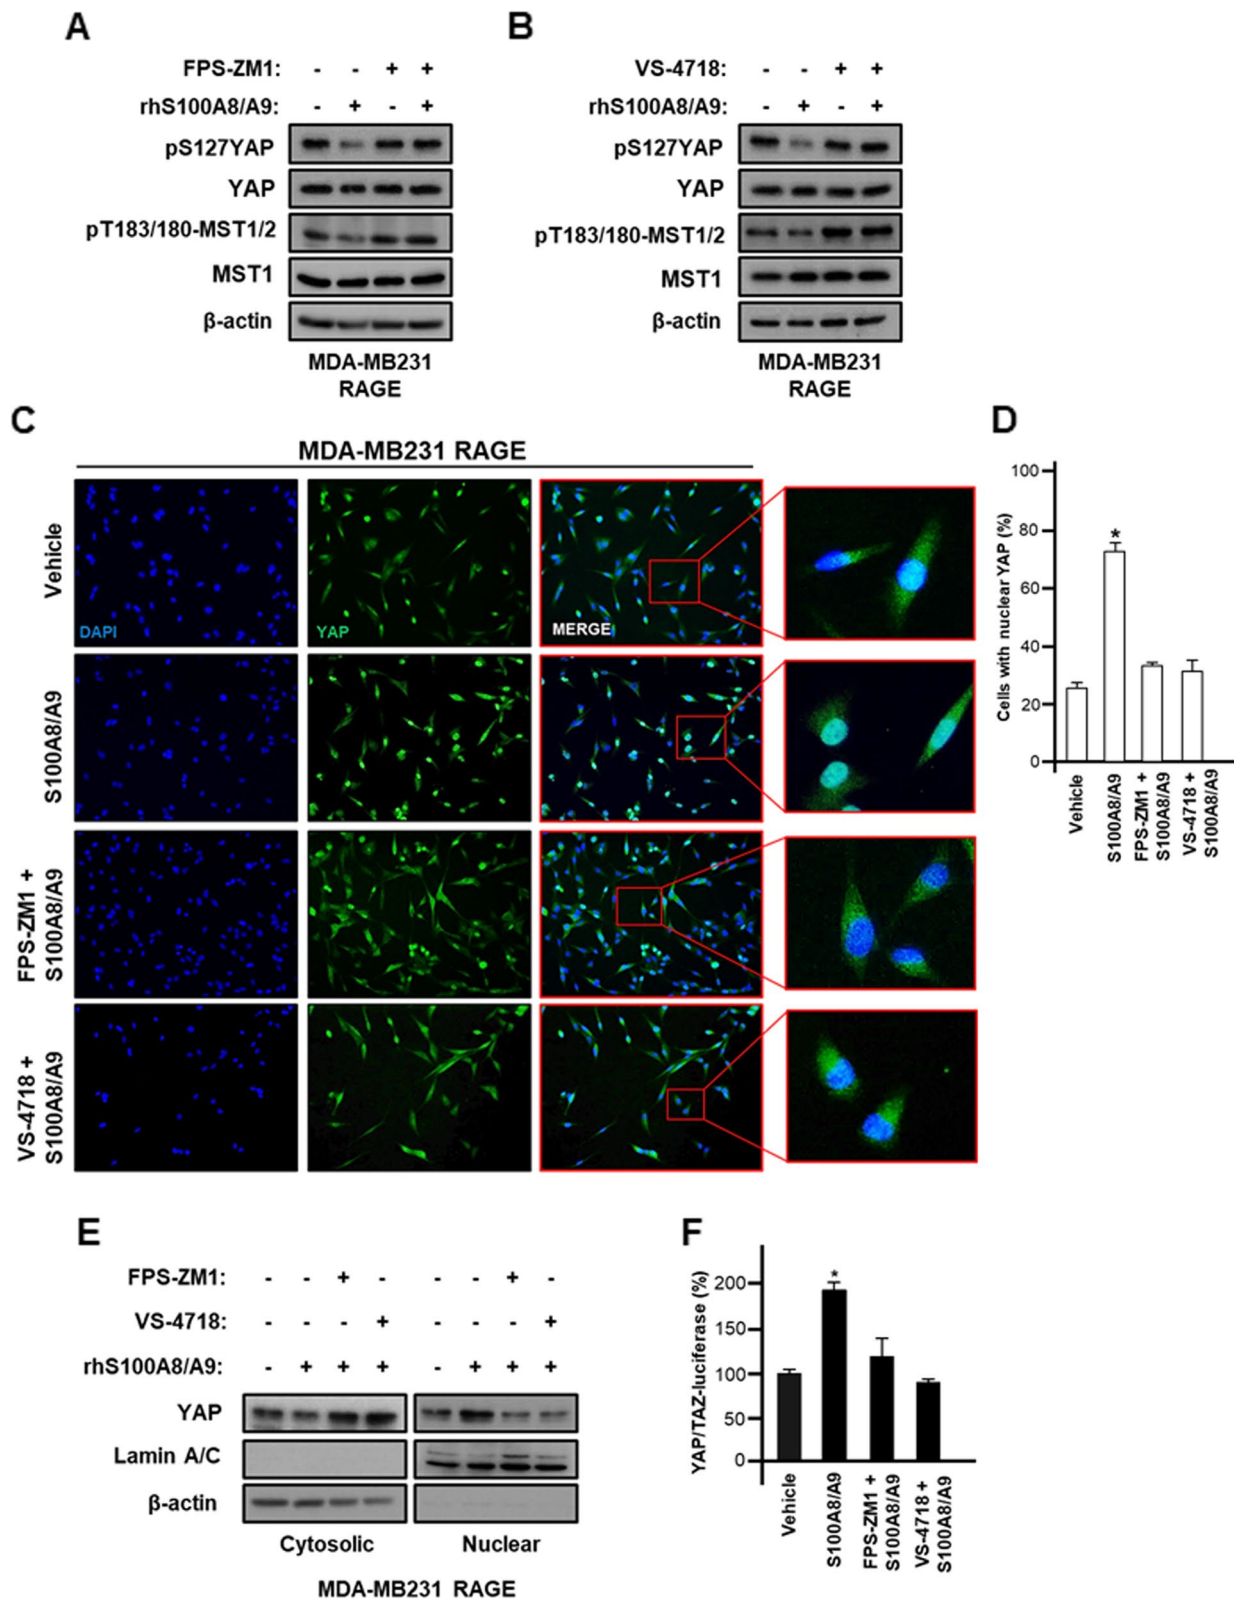 A
FPS-ZM1: - - + +
rhS100A8/A9: - + - +
pS127YAP
YAP
pT183/180-MST1/2
MST1
β-actin
MDA-MB231
RAGE
B
VS-4718: - - + +
rhS100A8/A9: - + - +
pS127YAP
YAP
pT183/180-MST1/2
MST1
β-actin
MDA-MB231
RAGE
C
MDA-MB231 RAGE
Vehicle
DAPI
YAP
MERGE
S100A8/A9
FPS-ZM1 +
S100A8/A9
VS-4718 +
S100A8/A9
D
Cells with nuclear YAP (%)
100
80
60
40
20
0
*
Vehicle
S100A8/A9
FPS-ZM1 +
S100A8/A9
VS-4718 +
S100A8/A9
E
FPS-ZM1: - - + - - - + -
VS-4718: - - - + - - - +
rhS100A8/A9: - + + + - + + +
YAP
Lamin A/C
β-actin
Cytosolic
Nuclear
MDA-MB231 RAGE
F
YAP/TAZ-luciferase (%)
200
150
100
50
0
*
Vehicle
S100A8/A9
FPS-ZM1 +
S100A8/A9
VS-4718 +
S100A8/A9